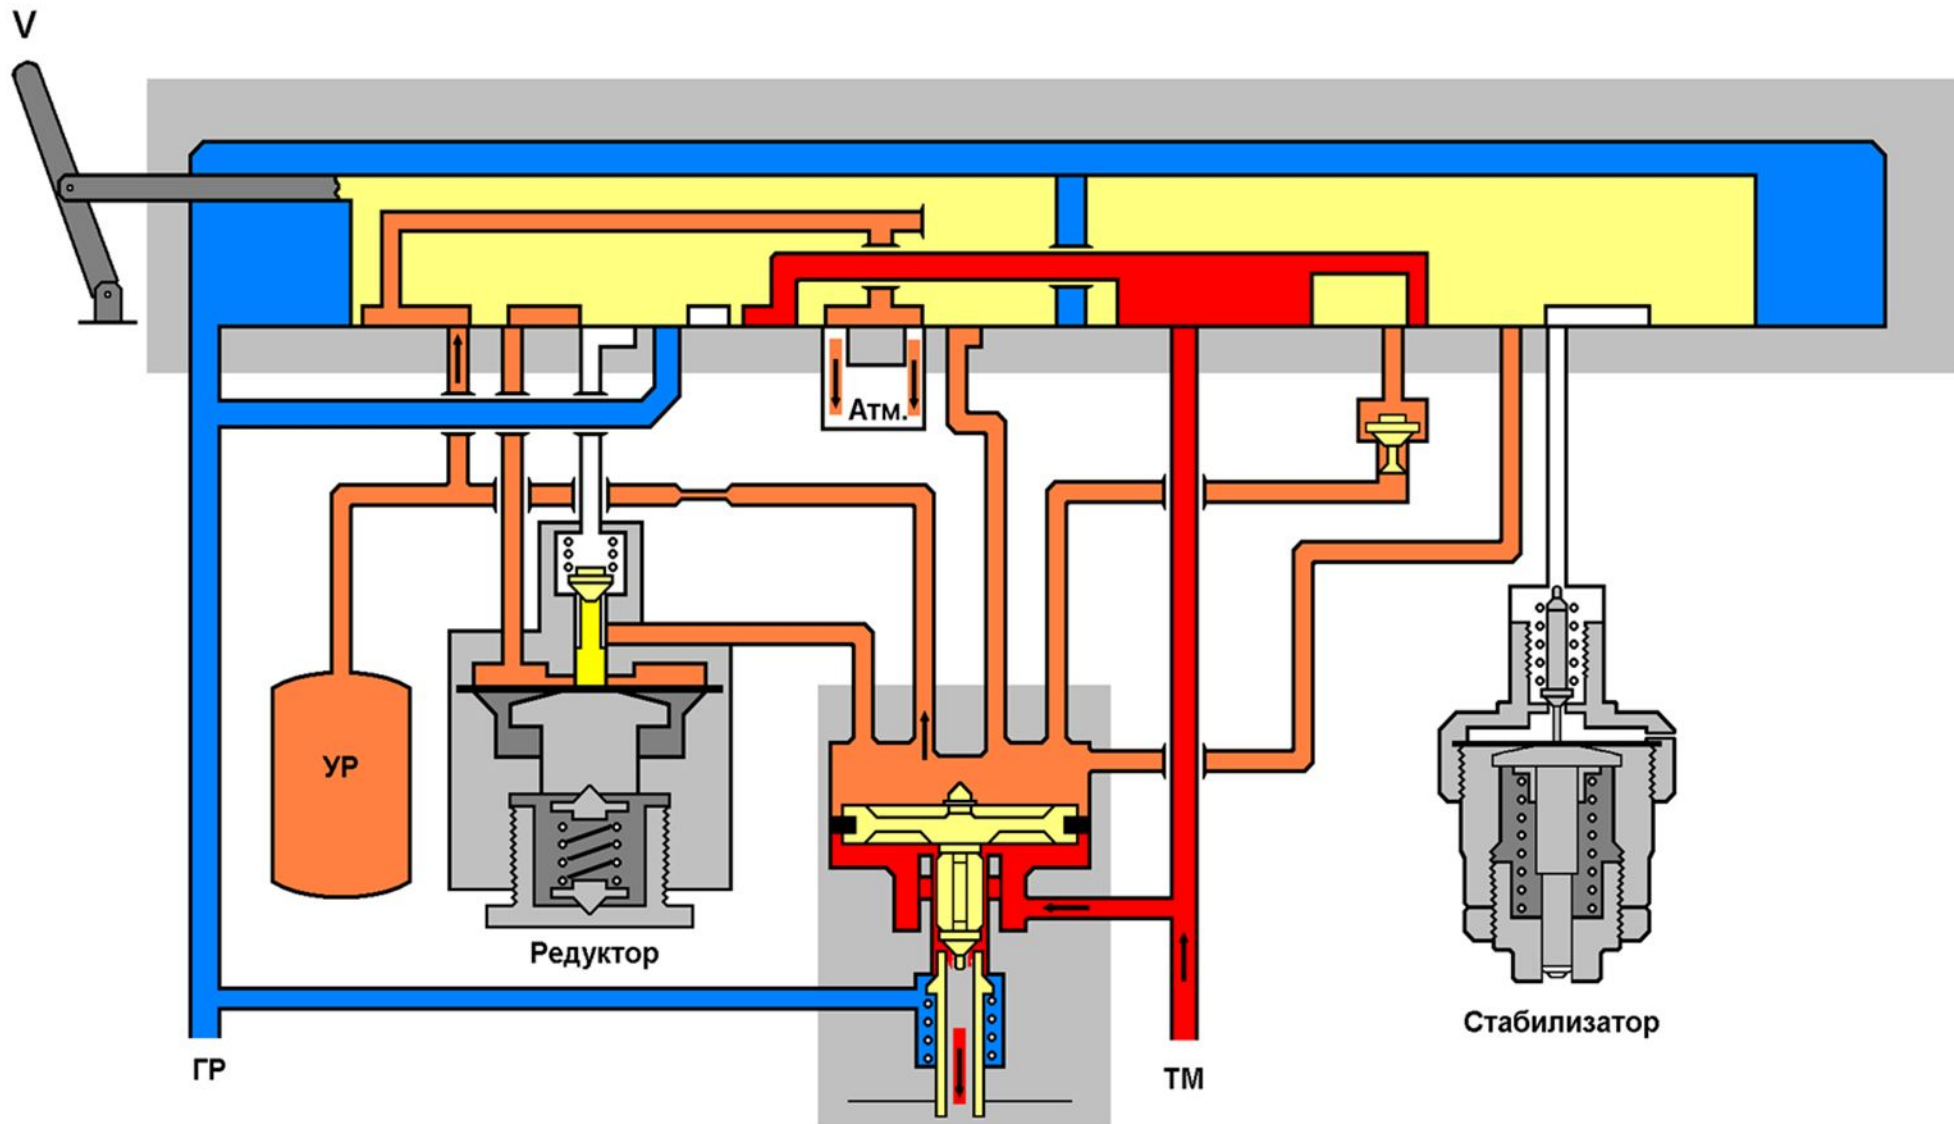 V
Атм.
УР
Редуктор
Стабилизатор
ГР
ТМ